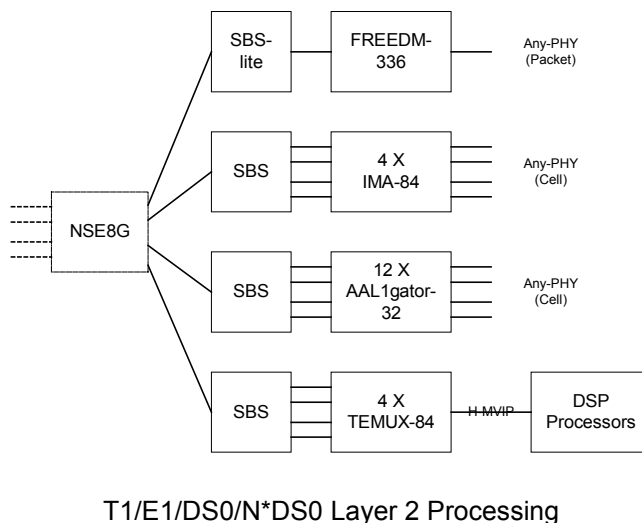 SBS-
lite
FREEDM-
336
Any-PHY
(Packet)
SBS
4 X
IMA-84
Any-PHY
(Cell)
NSE8G
SBS
12 X
AAL1gator-
32
Any-PHY
(Cell)
SBS
4 X
TEMUX-84
H-MVIP
DSP
Processors
T1/E1/DS0/N*DS0 Layer 2 Processing